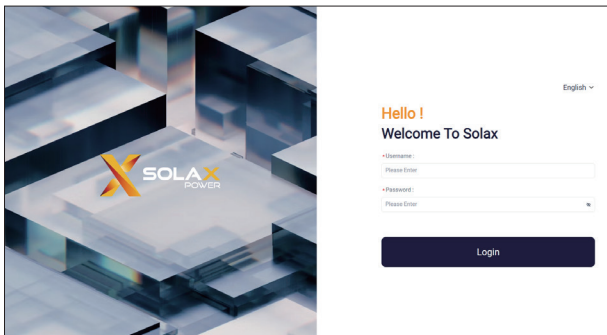 SOLAX
POWER
English
Hello !
Welcome To Solax
*Username :
Please Enter
*Password :
Please Enter
Login